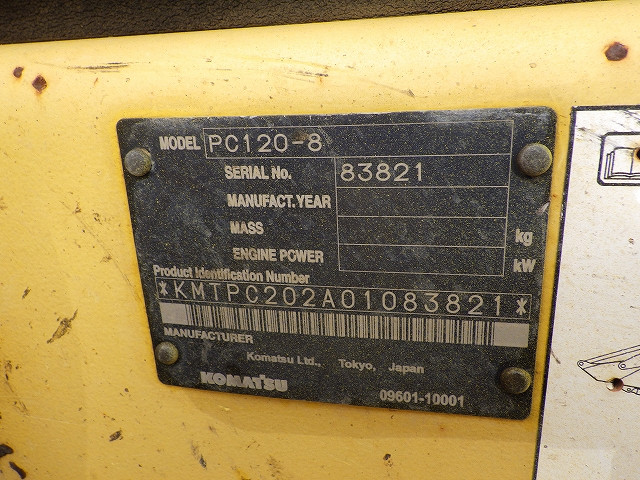 MODEL PC120-8
SERIAL No. 83821
MANUFACT. YEAR
MASS kg
ENGINE POWER kW
Product Identification Number
*KMTPC202A01083821*
MANUFACTURER
Komatsu Ltd., Tokyo, Japan
KOMATSU
09601-10001